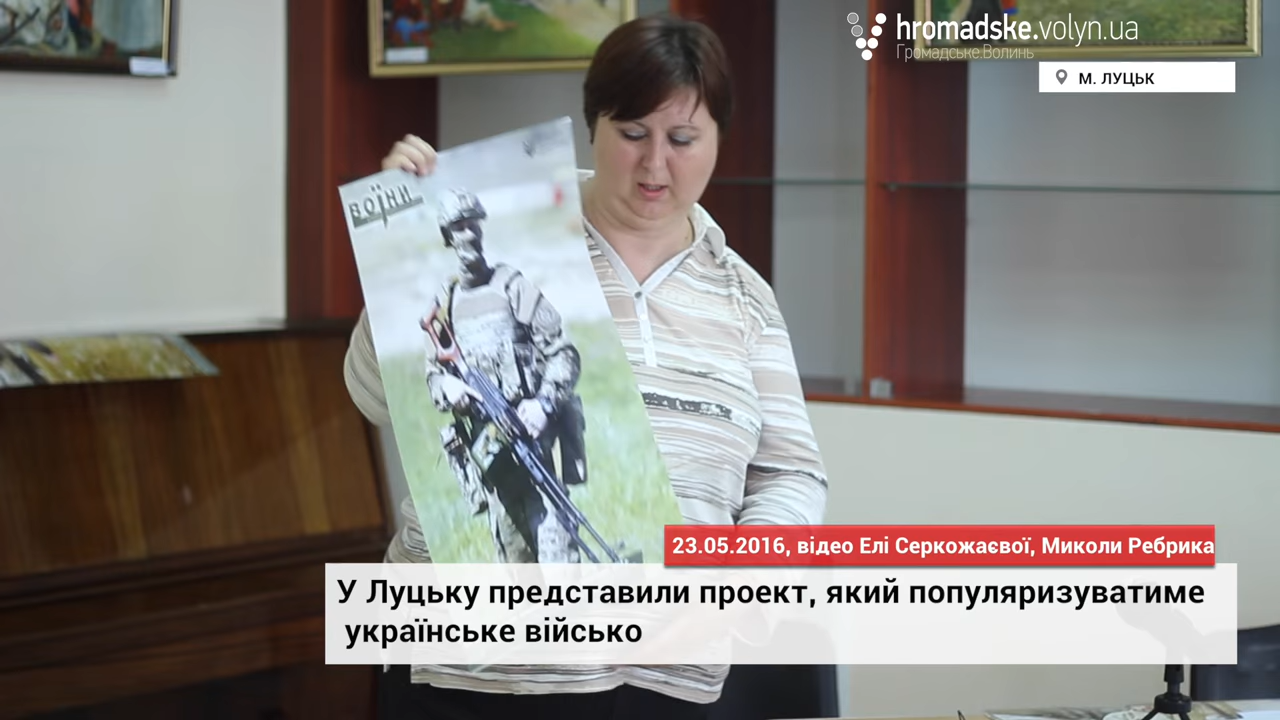 hromadske.volyn.ua
Громадське.Волинь
М. ЛУЦЬК
ВОЇНИ
23.05.2016, відео Елі Серкожаєвої, Миколи Ребрика
У Луцьку представили проект, який популяризуватиме
українське військо